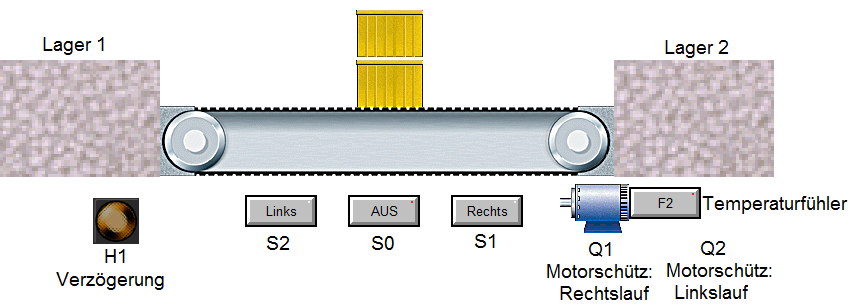 Lager 1
Lager 2
Links
AUS
Rechts
F2
Temperaturfühler
S2
S0
S1
H1
Verzögerung
Q1
Motorschütz:
Rechtslauf
Q2
Motorschütz:
Linkslauf